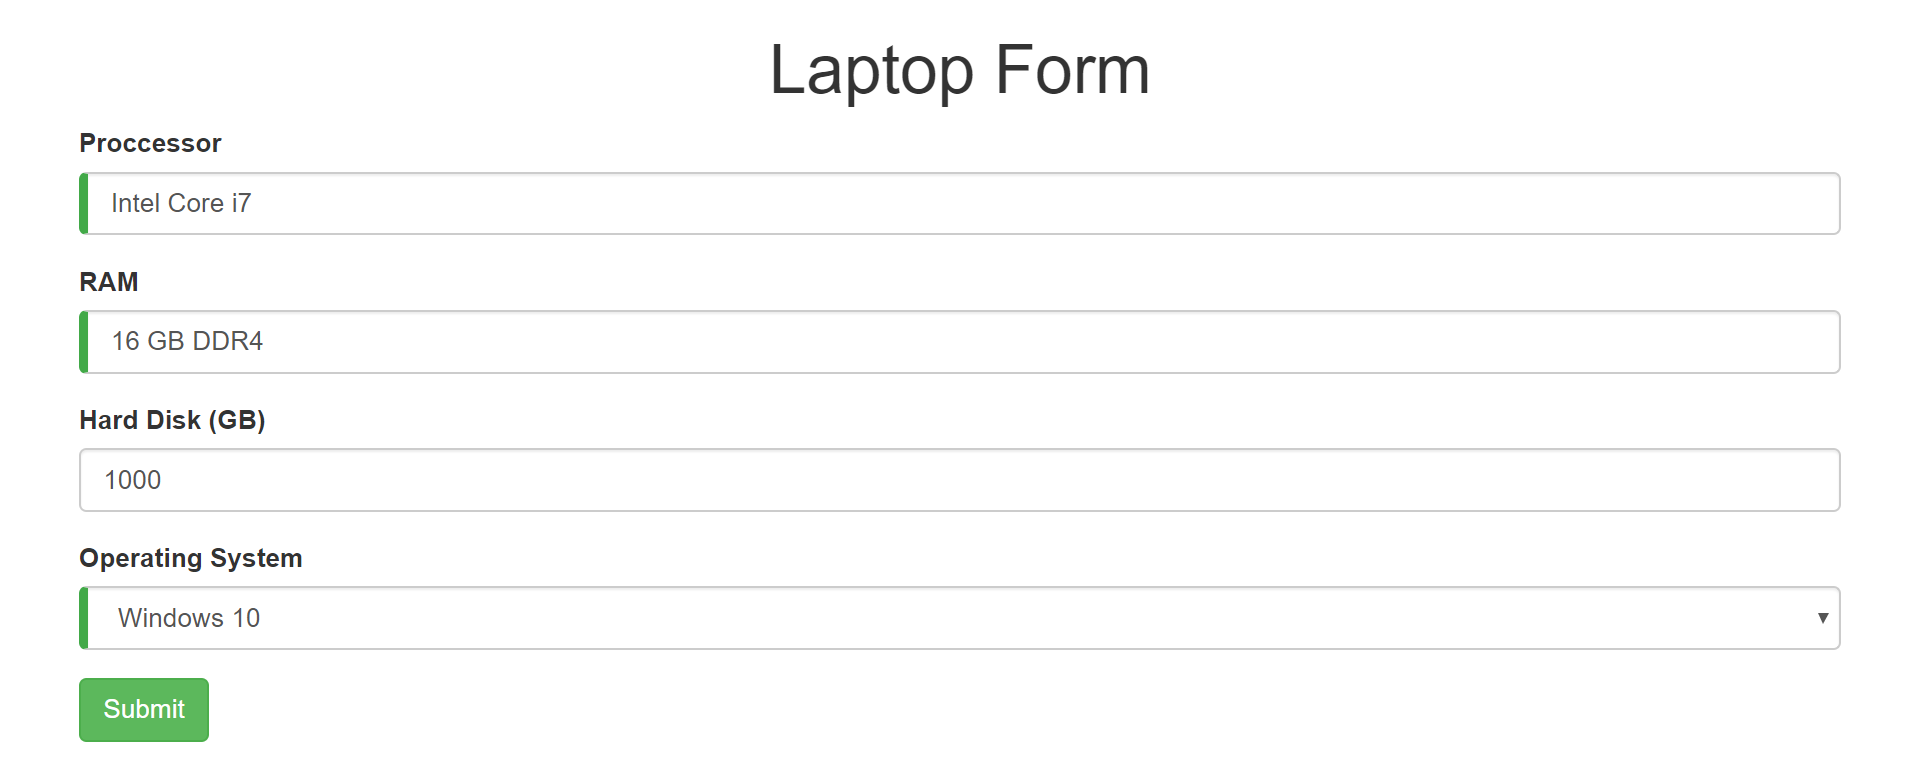 Laptop Form
Proccessor
Intel Core i7
RAM
16 GB DDR4
Hard Disk (GB)
1000
Operating System
Windows 10
Submit